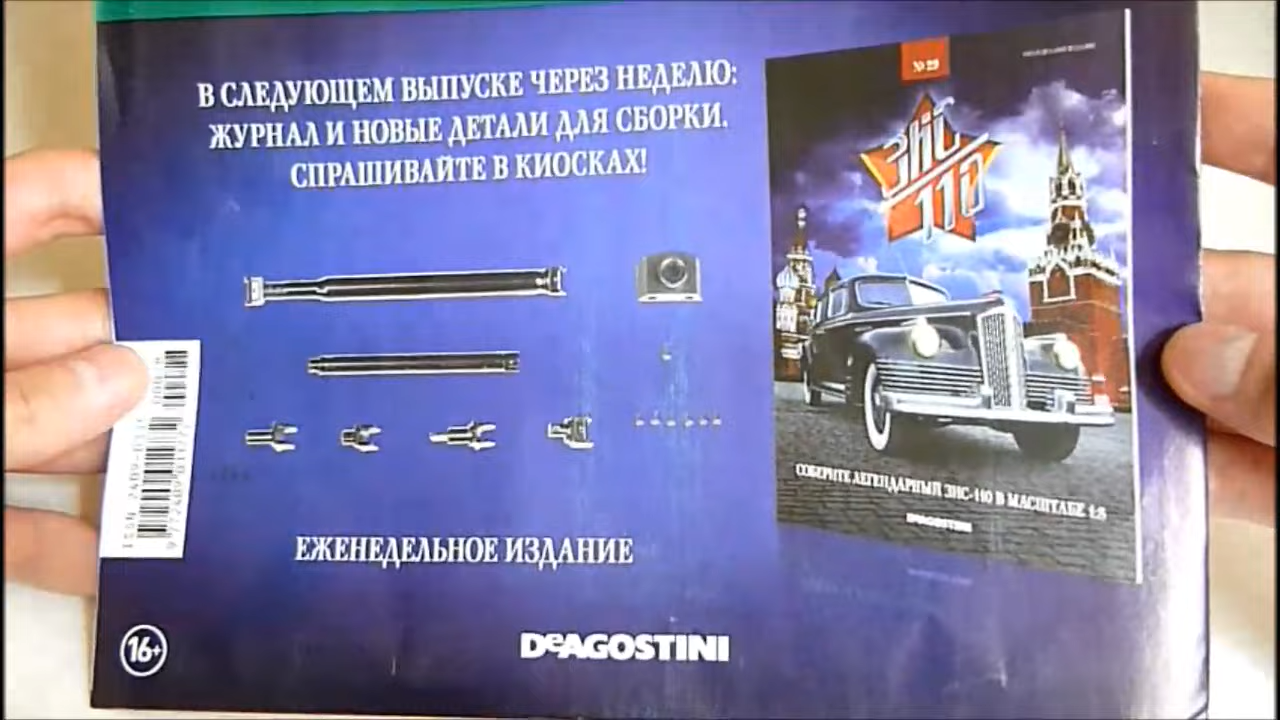 В СЛЕДУЮЩЕМ ВЫПУСКЕ ЧЕРЕЗ НЕДЕЛЮ:
ЖУРНАЛ И НОВЫЕ ДЕТАЛИ ДЛЯ СБОРКИ.
СПРАШИВАЙТЕ В КИОСКАХ!
№ 29
ЗИС
110
СОБЕРИТЕ ЛЕГЕНДАРНЫЙ ЗИС-110 В МАСШТАБЕ 1:8
DeAGOSTINI
ЕЖЕНЕДЕЛЬНОЕ ИЗДАНИЕ
16+
DeAGOSTINI